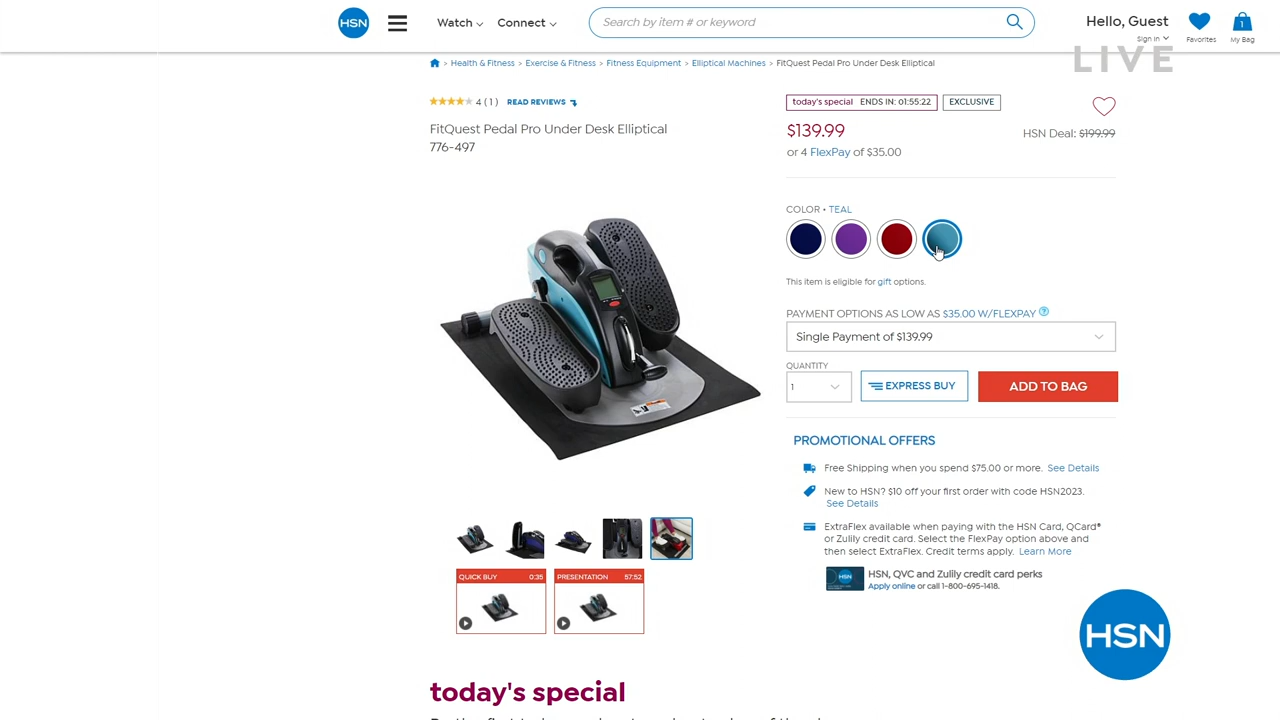 HSN
Watch
Connect
Search by item # or keyword
Hello, Guest
Sign in
Favorites
1
My Bag
LIVE
> Health & Fitness > Exercise & Fitness > Fitness Equipment > Elliptical Machines > FitQuest Pedal Pro Under Desk Elliptical
4 ( 1 ) READ REVIEWS
FitQuest Pedal Pro Under Desk Elliptical
776-497
today's special ENDS IN: 01:55:22 EXCLUSIVE
$139.99
HSN Deal: $199.99
or 4 FlexPay of $35.00
COLOR • TEAL
This item is eligible for gift options.
PAYMENT OPTIONS AS LOW AS $35.00 W/FLEXPAY ?
Single Payment of $139.99
QUANTITY
1
EXPRESS BUY
ADD TO BAG
PROMOTIONAL OFFERS
Free Shipping when you spend $75.00 or more. See Details
New to HSN? $10 off your first order with code HSN2023.
See Details
ExtraFlex available when paying with the HSN Card, QCard®
or Zulily credit card. Select the FlexPay option above and
then select ExtraFlex. Credit terms apply. Learn More
HSN
HSN, QVC and Zulily credit card perks
Apply online or call 1-800-695-1418.
QUICK BUY 0:35
PRESENTATION 57:52
HSN
today's special